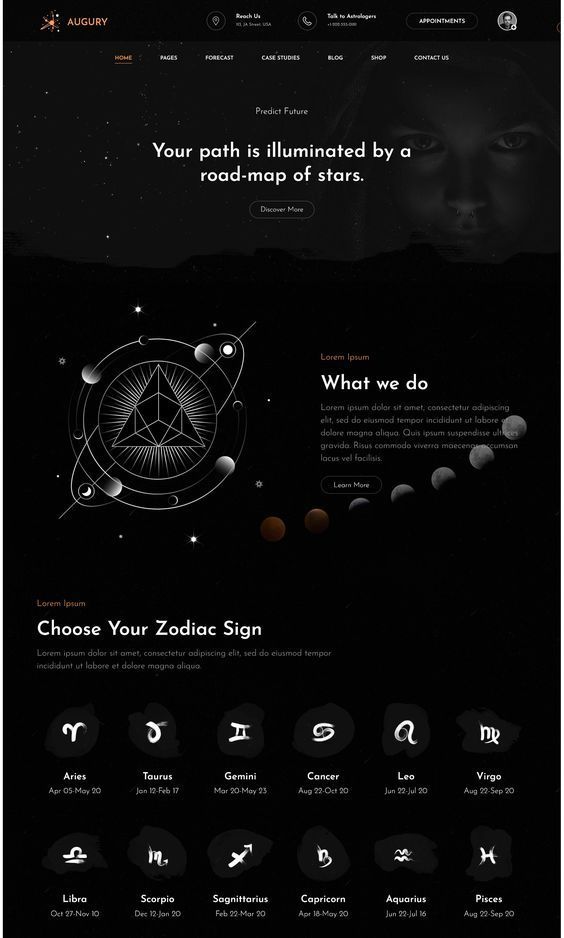 AUGURY
Reach Us
Talk to Astrologers
APPOINTMENTS
HOME
PAGES
FORECAST
CASE STUDIES
BLOG
SHOP
CONTACT US
Predict Future
Your path is illuminated by a
road-map of stars.
Discover More
Lorem Ipsum
What we do
Lorem ipsum dolor sit amet, consectetur adipiscing
elit, sed do eiusmod tempor incididunt ut labore et
dolore magna aliqua. Quis ipsum suspendisse ultrices
gravida. Risus commodo viverra maecenas accumsan
lacus vel facilisis.
Learn More
Lorem Ipsum
Choose Your Zodiac Sign
Lorem ipsum dolor sit amet, consectetur adipiscing elit, sed do eiusmod tempor
incididunt ut labore et dolore magna aliqua.
Aries
Taurus
Gemini
Cancer
Leo
Virgo
Apr 05-May 20
Jan 12-Feb 17
Mar 20-May 23
Aug 22-Oct 20
Jun 22-Jul 20
Aug 22-Sep 20
Libra
Scorpio
Sagnittarius
Capricorn
Aquarius
Pisces
Oct 27-Nov 10
Dec 12-Jan 20
Feb 22-Mar 20
Apr 18-May 20
Jun 22-Jul 16
Aug 22-Sep 20